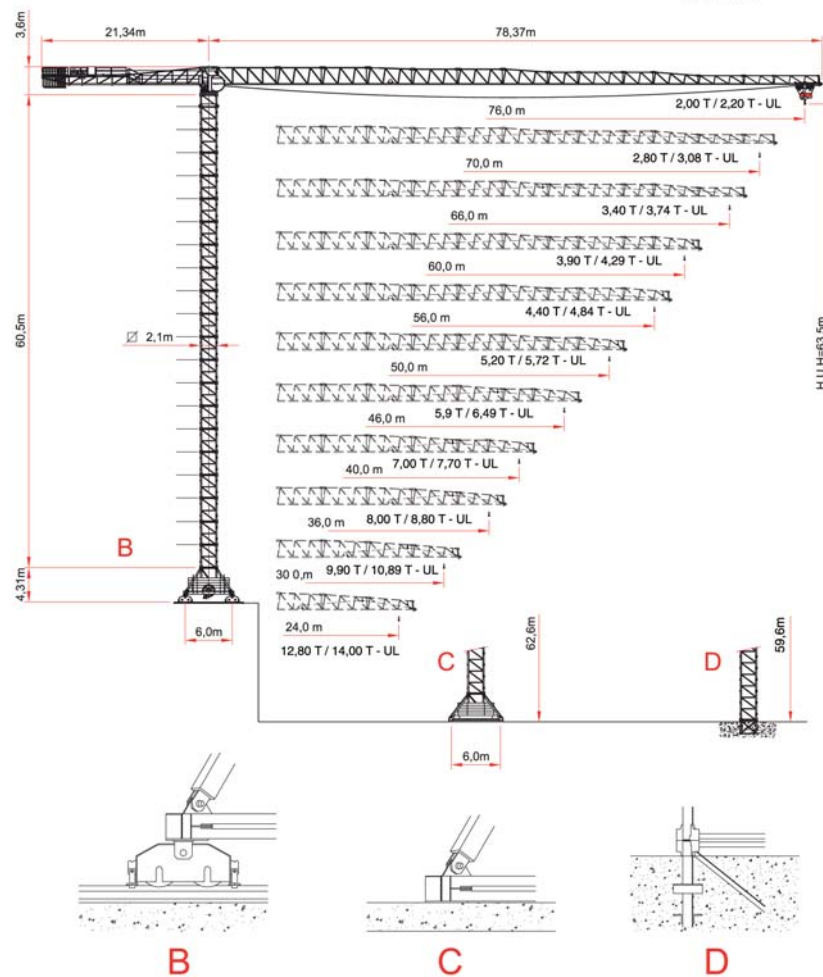 3,6m
21,34m
78,37m
2,00 T / 2,20 T - UL
76,0 m
2,80 T / 3,08 T - UL
70,0 m
3,40 T / 3,74 T - UL
66,0 m
3,90 T / 4,29 T - UL
60,0 m
4,40 T / 4,84 T - UL
56,0 m
60,5m
2,1m
5,20 T / 5,72 T - UL
50,0 m
5,9 T / 6,49 T - UL
46,0 m
7,00 T / 7,70 T - UL
40,0 m
8,00 T / 8,80 T - UL
36,0 m
B
9,90 T / 10,89 T - UL
30 0,m
4,31m
6,0m
24,0 m
12,80 T / 14,00 T - UL
H.U.H=63,5m
C
62,6m
D
59,6m
6,0m
B
C
D